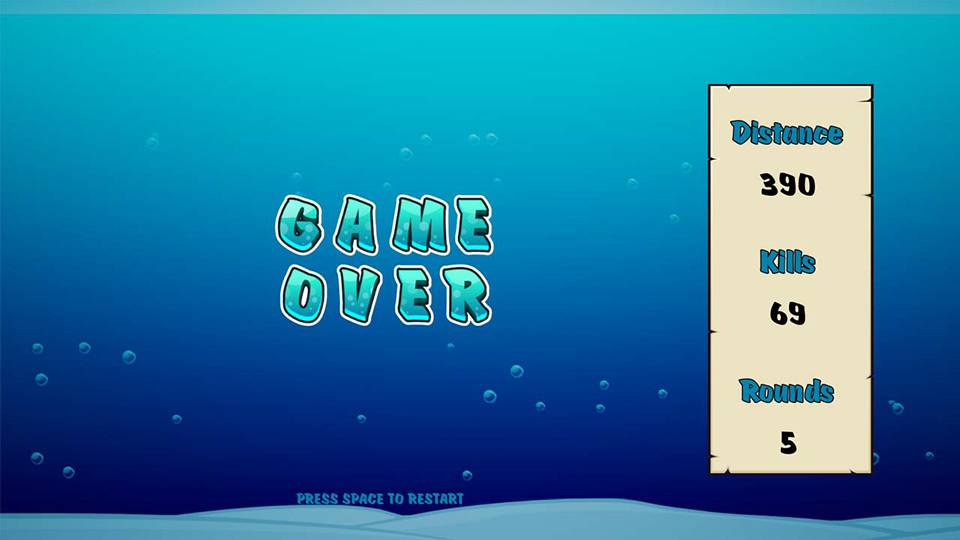 GAME
OVER
Distance
390
Kills
69
Rounds
5
PRESS SPACE TO RESTART